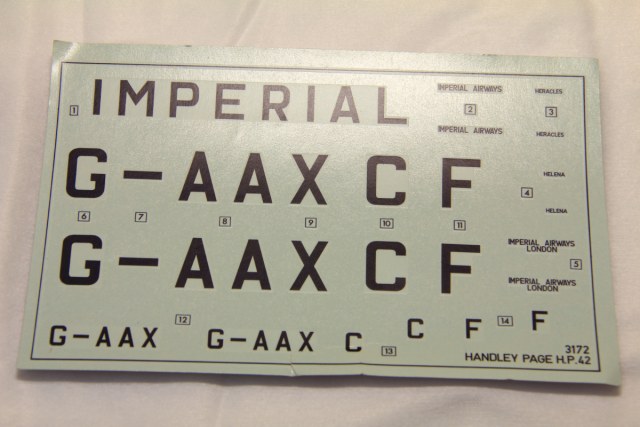 1 IMPERIAL
IMPERIAL AIRWAYS HERACLES
2 3
IMPERIAL AIRWAYS HERACLES
G-AAX C F
HELENA
4
HELENA
6 7 8 9 10 11
G-AAX C F
IMPERIAL AIRWAYS
LONDON
5
IMPERIAL AIRWAYS
LONDON
12
G-AAX G-AAX C C F 14 F
13
3172
HANDLEY PAGE H.P.42